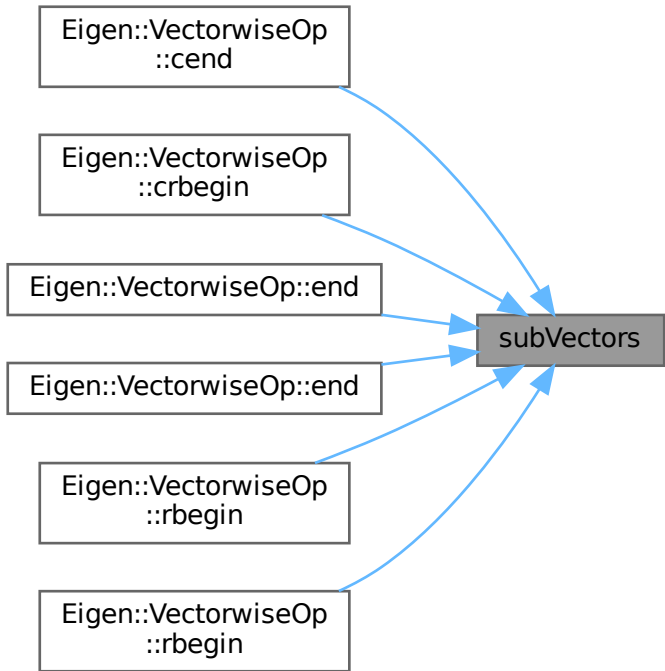 Eigen::VectorwiseOp
::cend
Eigen::VectorwiseOp
::crbegin
Eigen::VectorwiseOp::end
subVectors
Eigen::VectorwiseOp::end
Eigen::VectorwiseOp
::rbegin
Eigen::VectorwiseOp
::rbegin